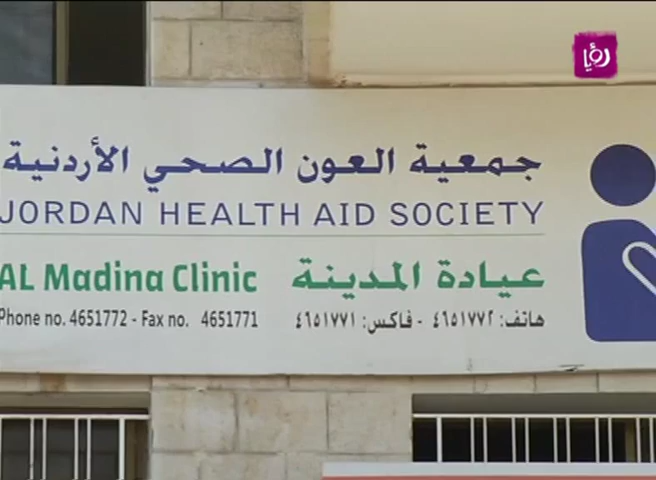 رؤيا
جمعية العون الصحي الأردنية
JORDAN HEALTH AID SOCIETY
AL Madina Clinic
عيادة المدينة
Phone no. 4651772 - Fax no. 4651771
هاتف: ٤٦٥١٧٧٢ - فاكس: ٤٦٥١٧٧١